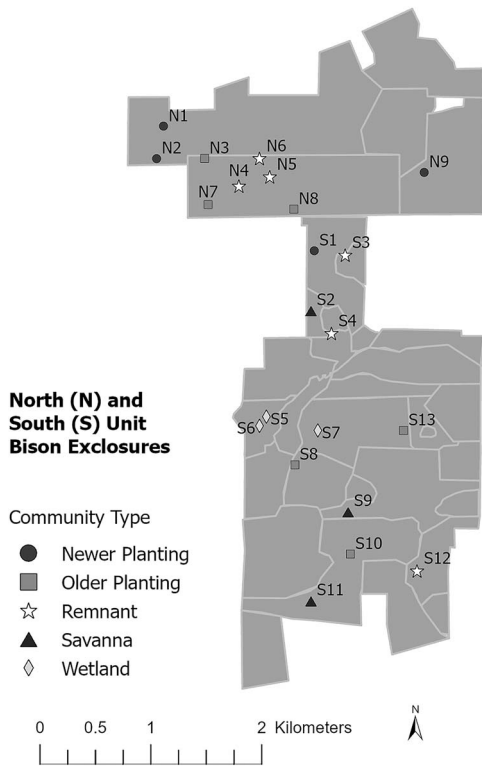 N1
N2
N3
N6
N5
N4
N9
N7
N8
S1
S3
S2
S4
S5
S6
S7
S13
S8
S9
S10
S12
S11
North (N) and
South (S) Unit
Bison Exclosures
Community Type
Newer Planting
Older Planting
Remnant
Savanna
Wetland
N
0 0.5 1 2 Kilometers